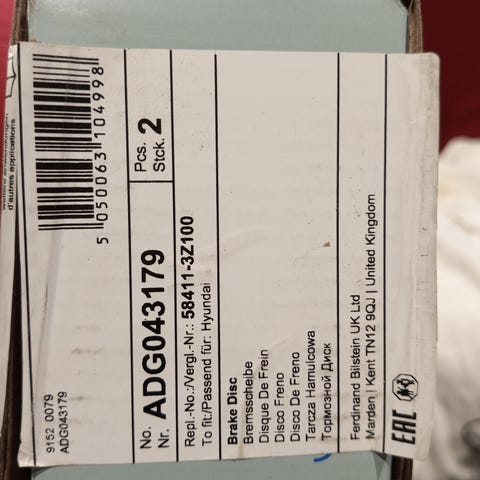 d'autres applications
5 050063 104998
9152 0079
ADG043179
No. ADG043179 Pcs. 2
Nr. Stck.
Repl.-No.:/Vergl.-Nr.: 58411-3Z100
To fit:/Passend für: Hyundai
Brake Disc
Bremsscheibe
Disque De Frein
Disco Freno
Disco De Freno
Tarcza Hamulcowa
Тормозной Диск
Ferdinand Bilstein UK Ltd
Marden | Kent TN12 9QJ | United Kingdom
EAC